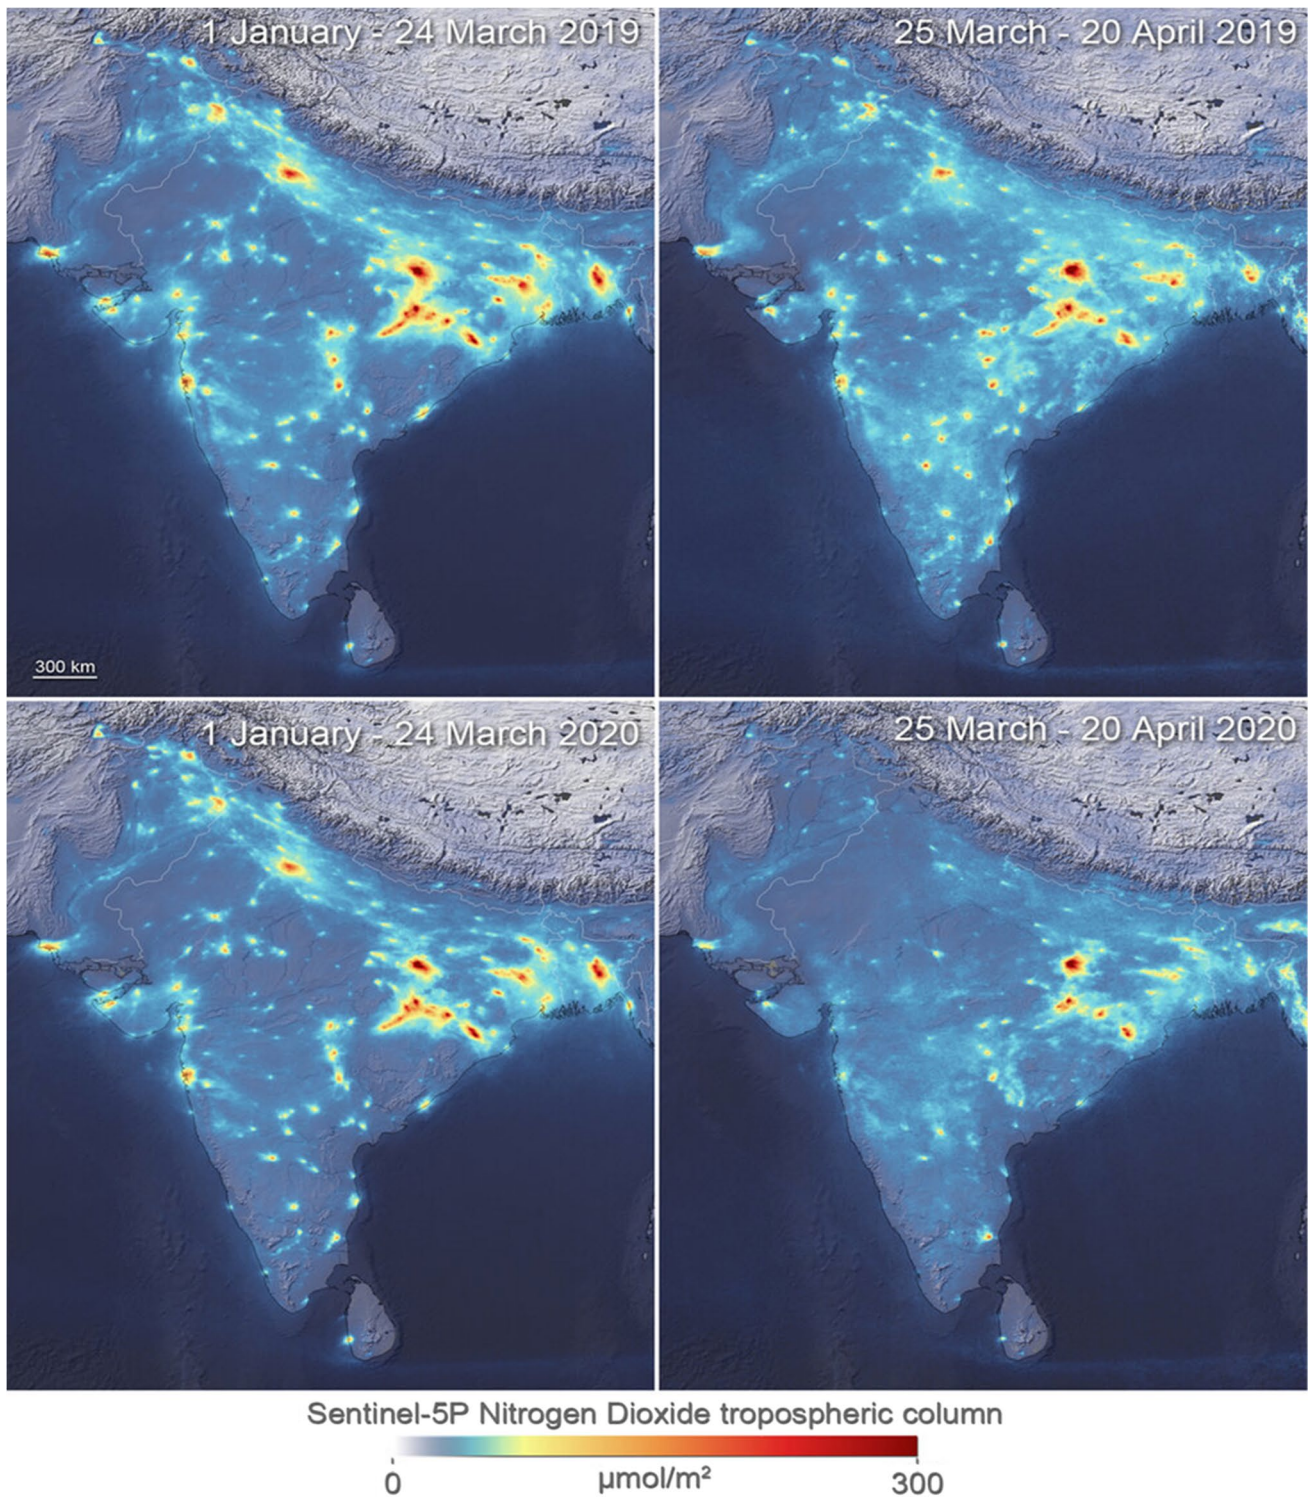 1 January - 24 March 2019
25 March - 20 April 2019
300 km
1 January - 24 March 2020
25 March - 20 April 2020
Sentinel-5P Nitrogen Dioxide tropospheric column
0
µmol/m²
300